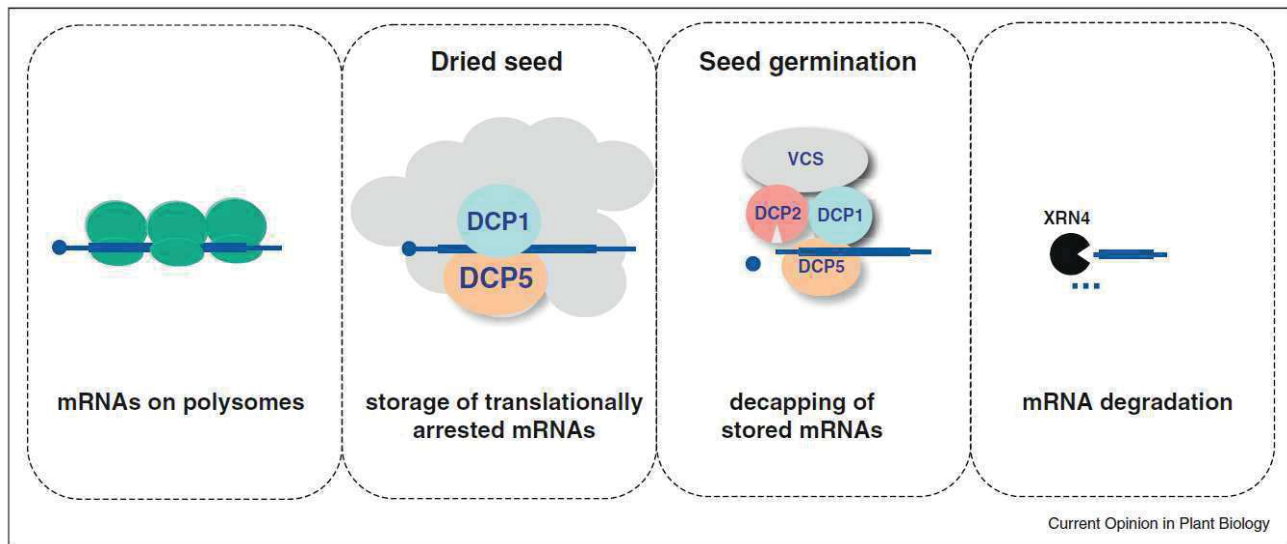 Dried seed
Seed germination
VCS
DCP2
DCP1
DCP5
DCP1
DCP5
XRN4
mRNAs on polysomes
storage of translationally
arrested mRNAs
decapping of
stored mRNAs
mRNA degradation
Current Opinion in Plant Biology